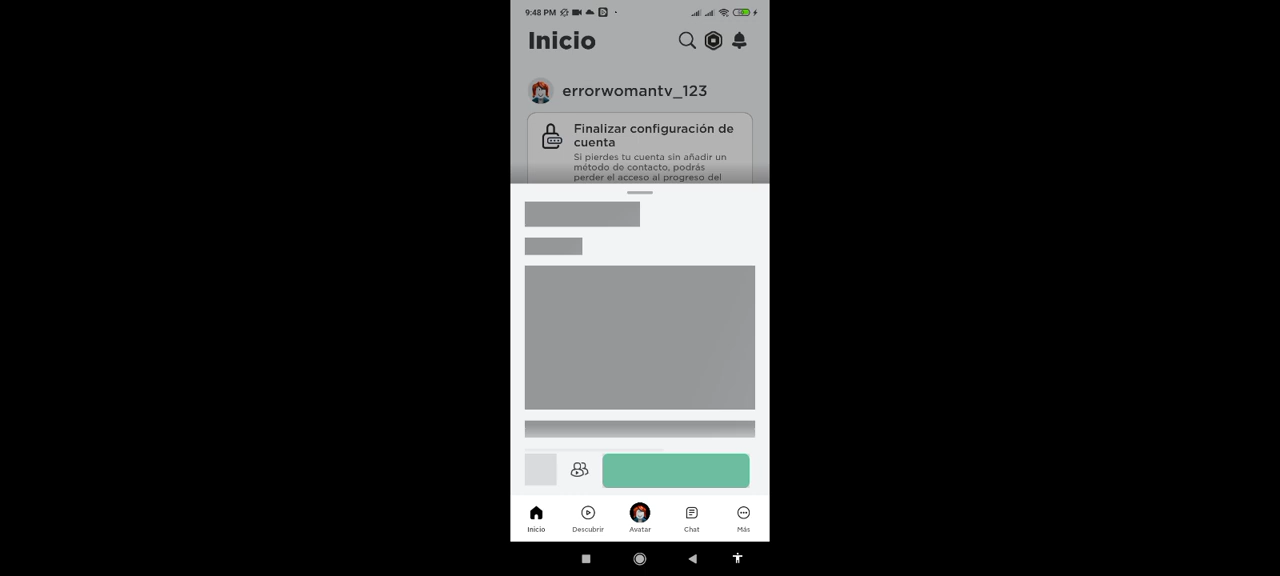 9:48 PM
Inicio
errorwomantv_123
Finalizar configuración de
cuenta
Si pierdes tu cuenta sin añadir un
método de contacto, podrás
perder el acceso al progreso del
Inicio Descubrir Avatar Chat Más